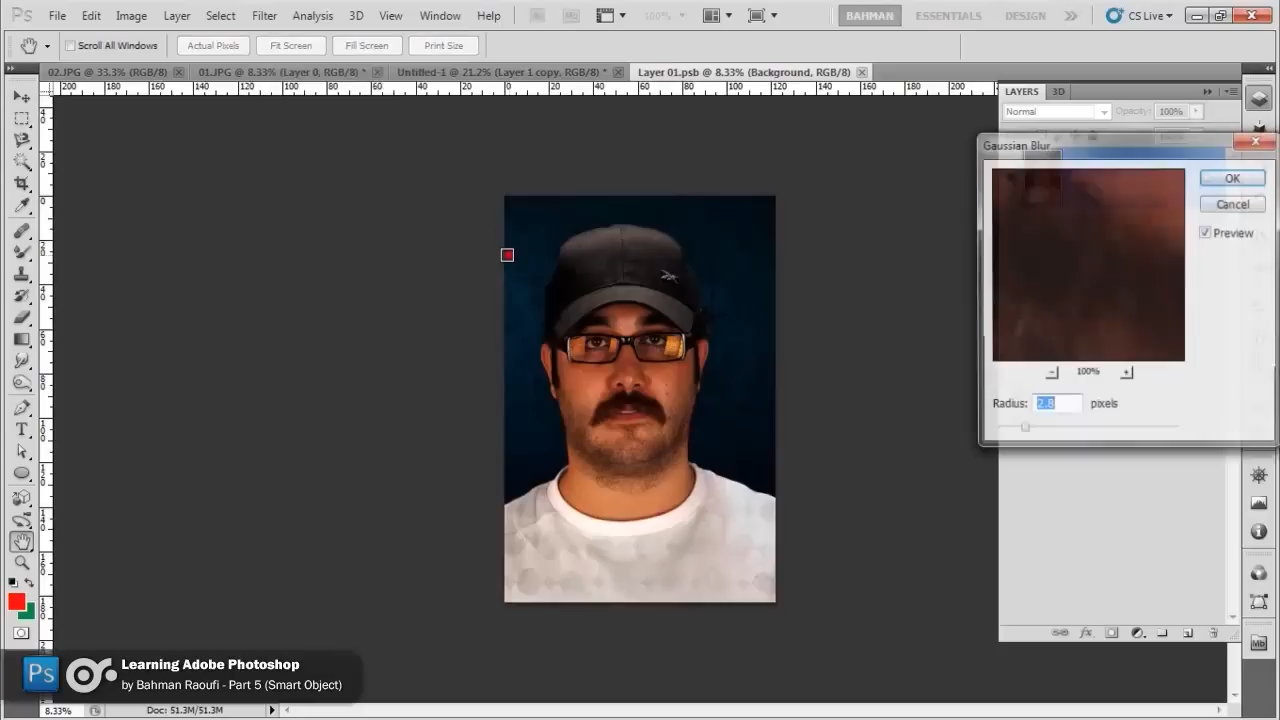 Ps File Edit Image Layer Select Filter Analysis 3D View Window Help 100% BAHMAN ESSENTIALS DESIGN CS Live
Scroll All Windows Actual Pixels Fit Screen Fill Screen Print Size
02.JPG @ 33.3% (RGB/8) 01.JPG @ 8.33% (Layer 0, RGB/8) * Untitled-1 @ 21.2% (Layer 1 copy, RGB/8) * Layer 01.psb @ 8.33% (Background, RGB/8)
200 180 160 140 120 100 80 60 40 20 0 20 40 60 80 100 120 140 160 180 200
LAYERS 3D
Normal Opacity: 100%
Gaussian Blur
OK
Cancel
Preview
100%
Radius: 2.8 pixels
Ps Learning Adobe Photoshop
by Bahman Raoufi - Part 5 (Smart Object)
8.33% Doc: 51.3M/51.3M
Mb